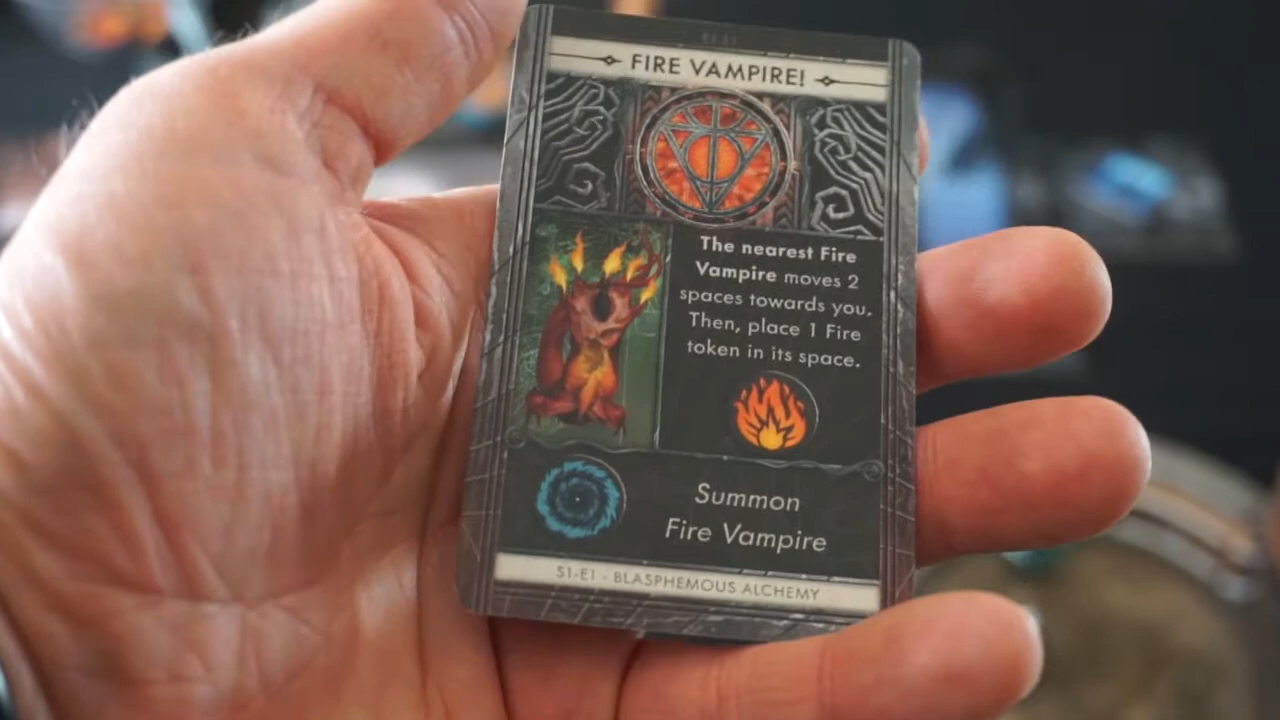 FIRE VAMPIRE!
The nearest Fire
Vampire moves 2
spaces towards you.
Then, place 1 Fire
token in its space.
Summon
Fire Vampire
S1-E1 - BLASPHEMOUS ALCHEMY